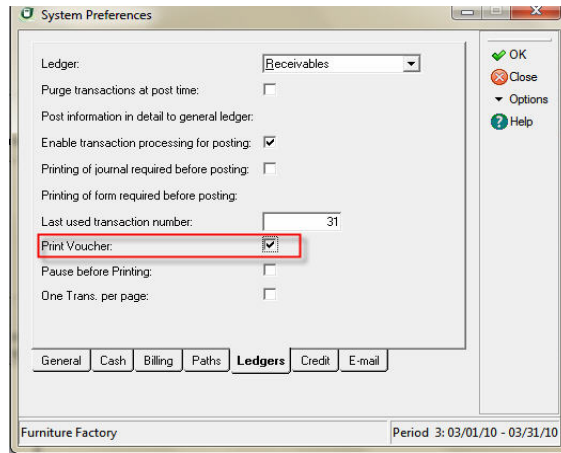 System Preferences
Ledger: Receivables
Purge transactions at post time:
Post information in detail to general ledger:
Enable transaction processing for posting:
Printing of journal required before posting:
Printing of form required before posting:
Last used transaction number: 31
Print Voucher:
Pause before Printing:
One Trans. per page:
General Cash Billing Paths Ledgers Credit E-mail
OK
Close
Options
Help
Furniture Factory Period 3: 03/01/10 - 03/31/10